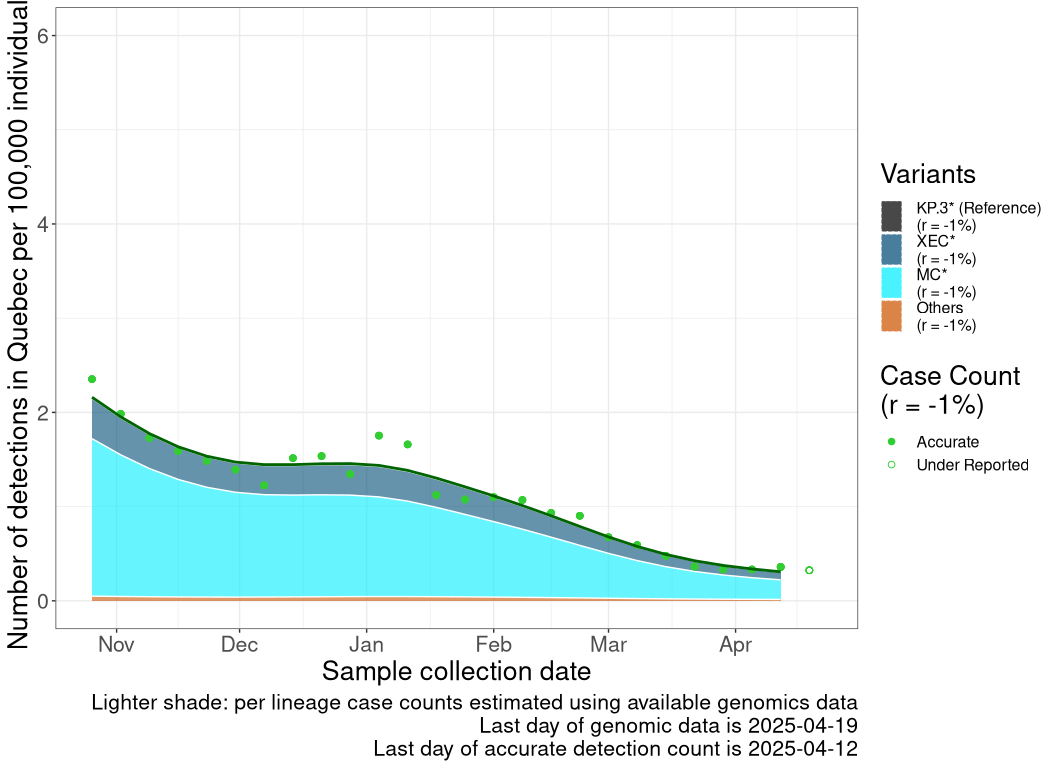 Number of detections in Quebec per 100,000 individual
6
4
2
0
Nov Dec Jan Feb Mar Apr
Sample collection date
Lighter shade: per lineage case counts estimated using available genomics data
Last day of genomic data is 2025-04-19
Last day of accurate detection count is 2025-04-12
Variants
KP.3* (Reference)
(r = -1%)
XEC*
(r = -1%)
MC*
(r = -1%)
Others
(r = -1%)
Case Count
(r = -1%)
Accurate
Under Reported